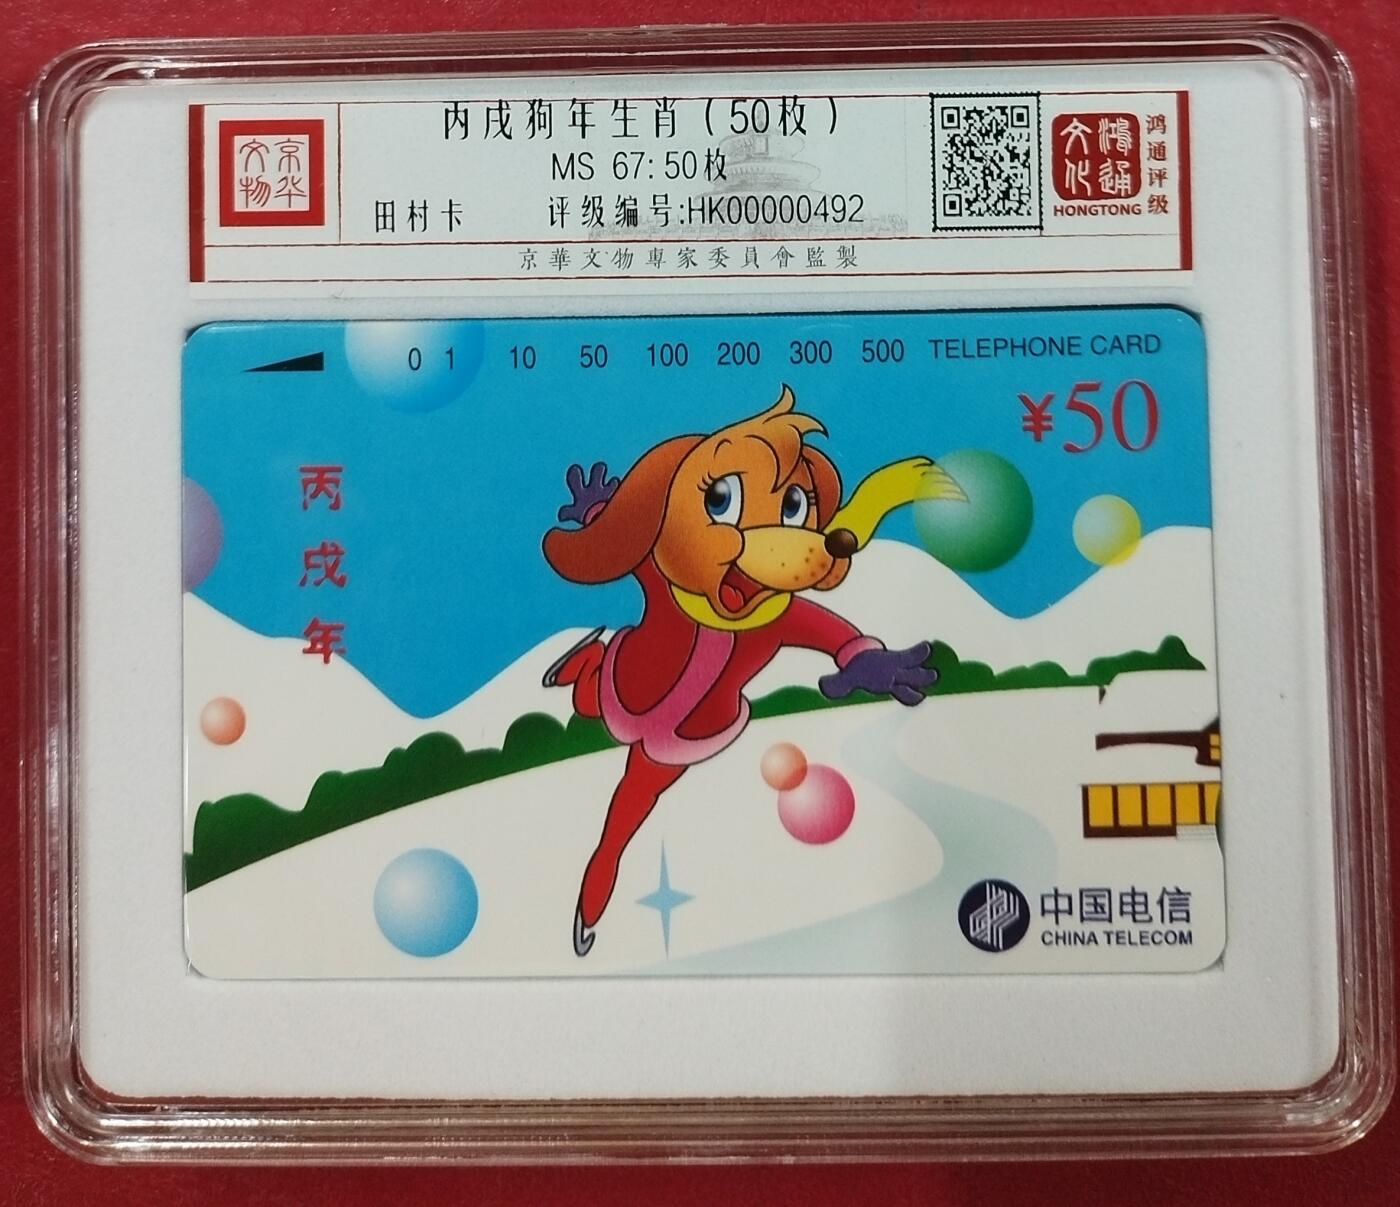 丙戌狗年生肖（50枚）
MS 67: 50枚
田村卡 评级编号:HK00000492
京華文物專家委員會監製
京华
文物
鸿通
文化
HONGTONG
鸿通评级
0 1 10 50 100 200 300 500 TELEPHONE CARD
¥50
丙戌年
中国电信
CHINA TELECOM